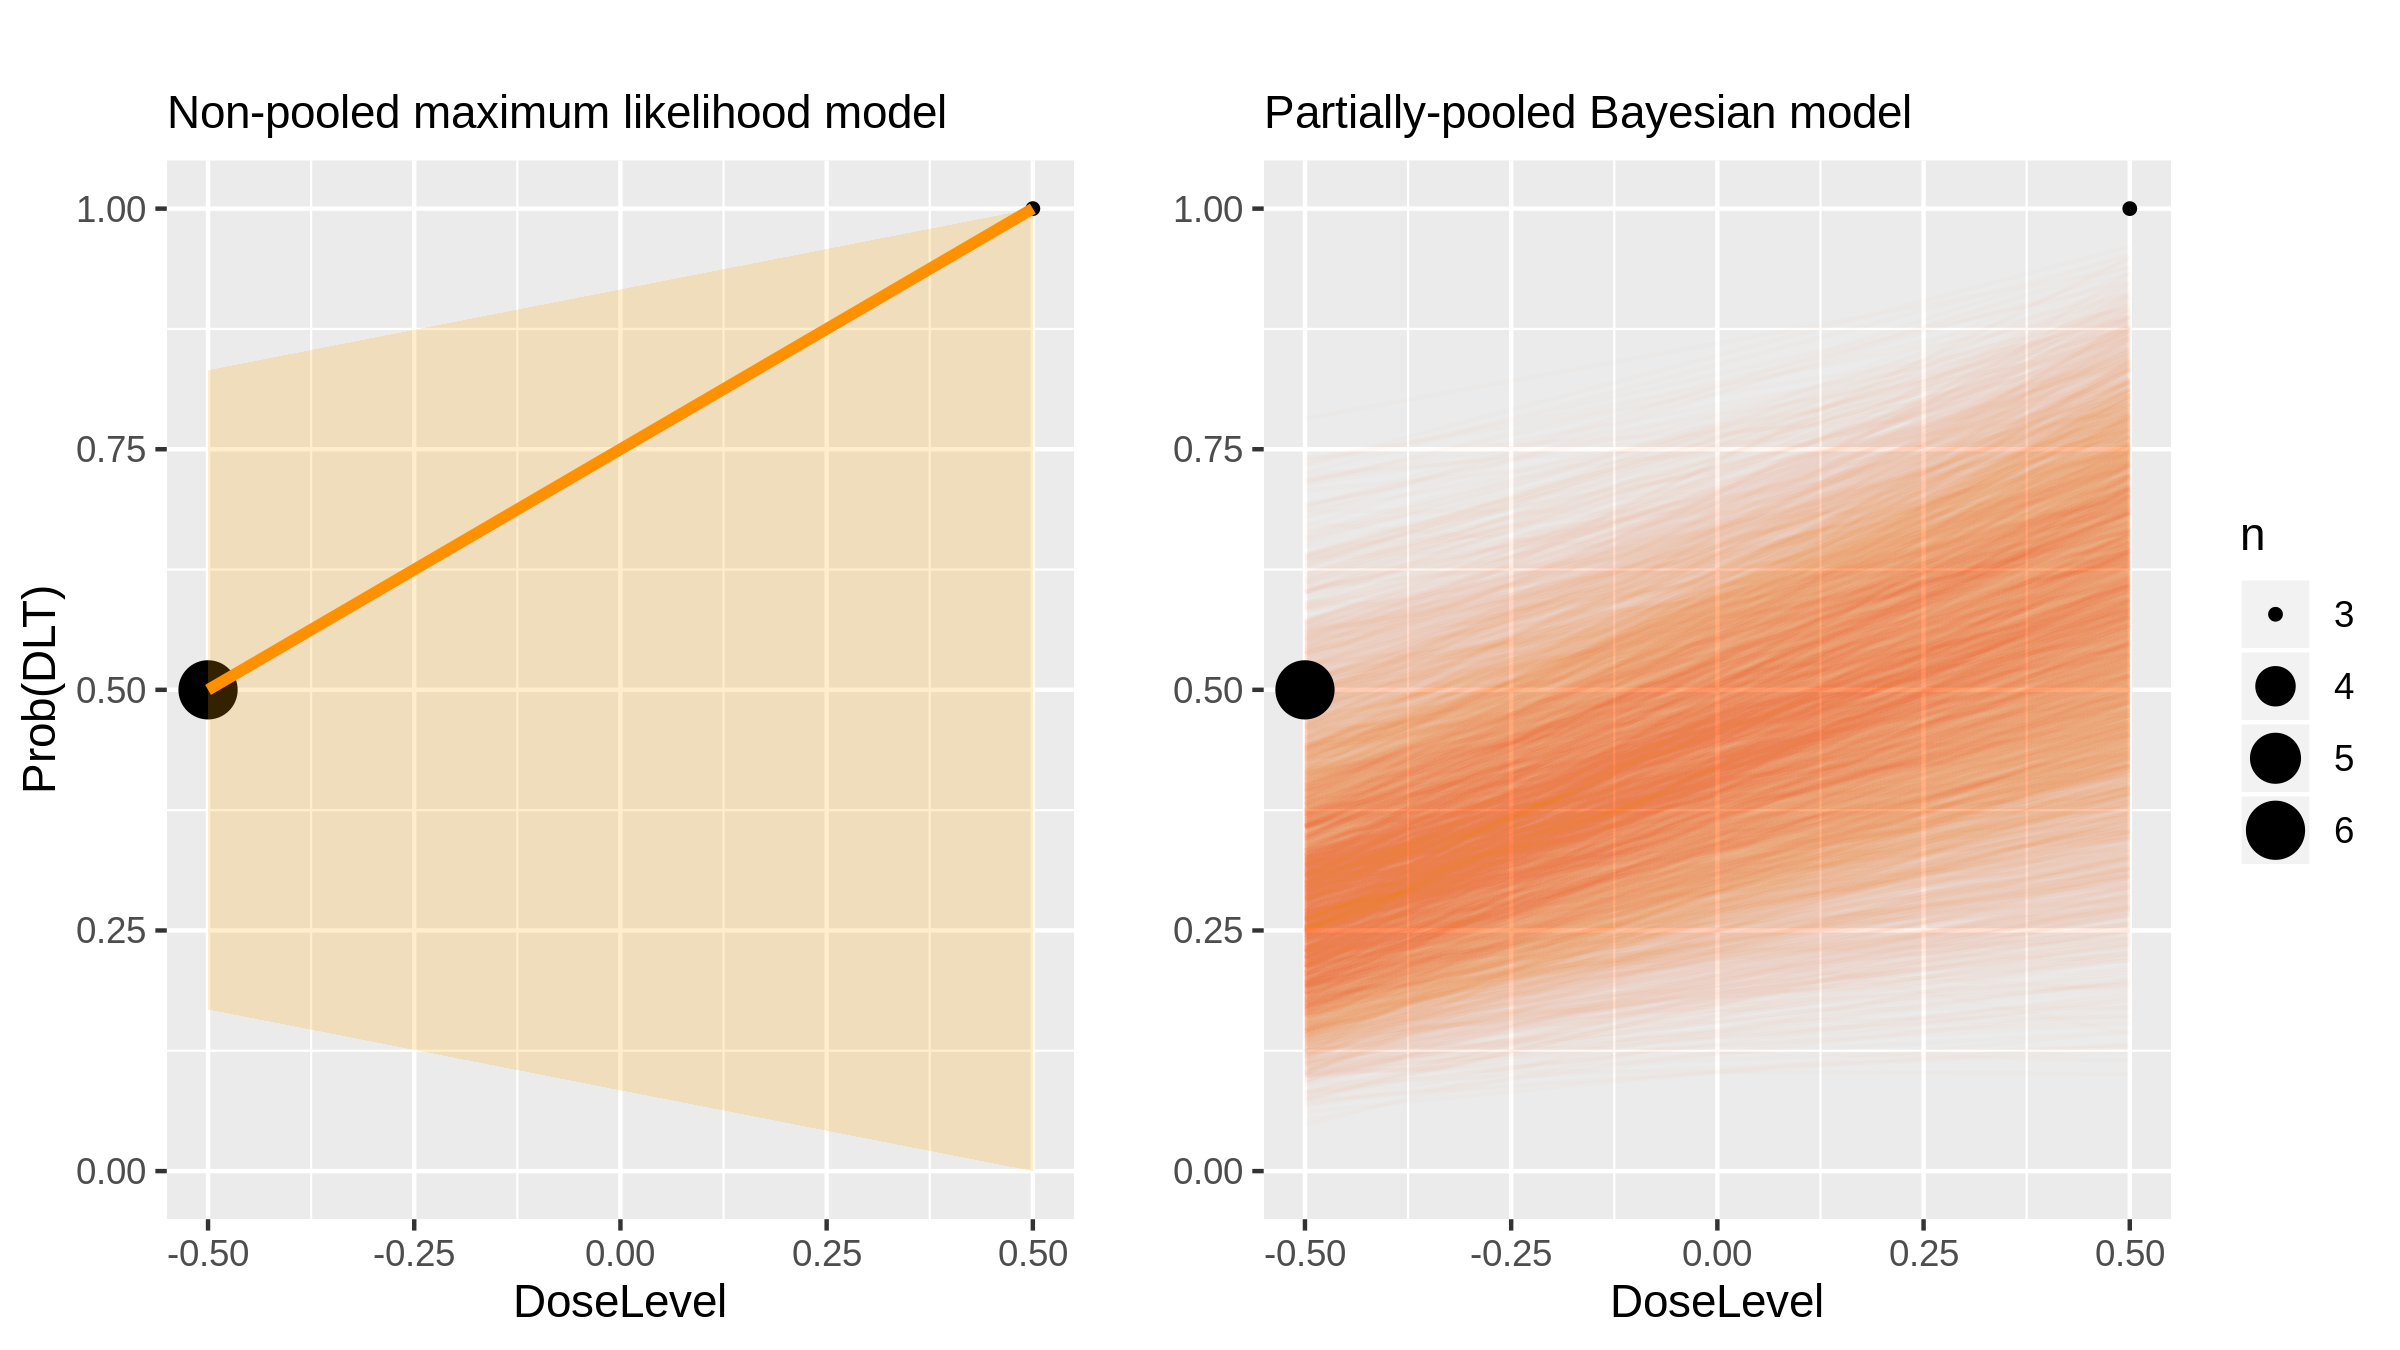 Non-pooled maximum likelihood model
Prob(DLT)
1.00
0.75
0.50
0.25
0.00
-0.50 -0.25 0.00 0.25 0.50
DoseLevel
Partially-pooled Bayesian model
1.00
0.75
0.50
0.25
0.00
-0.50 -0.25 0.00 0.25 0.50
DoseLevel
n
3
4
5
6